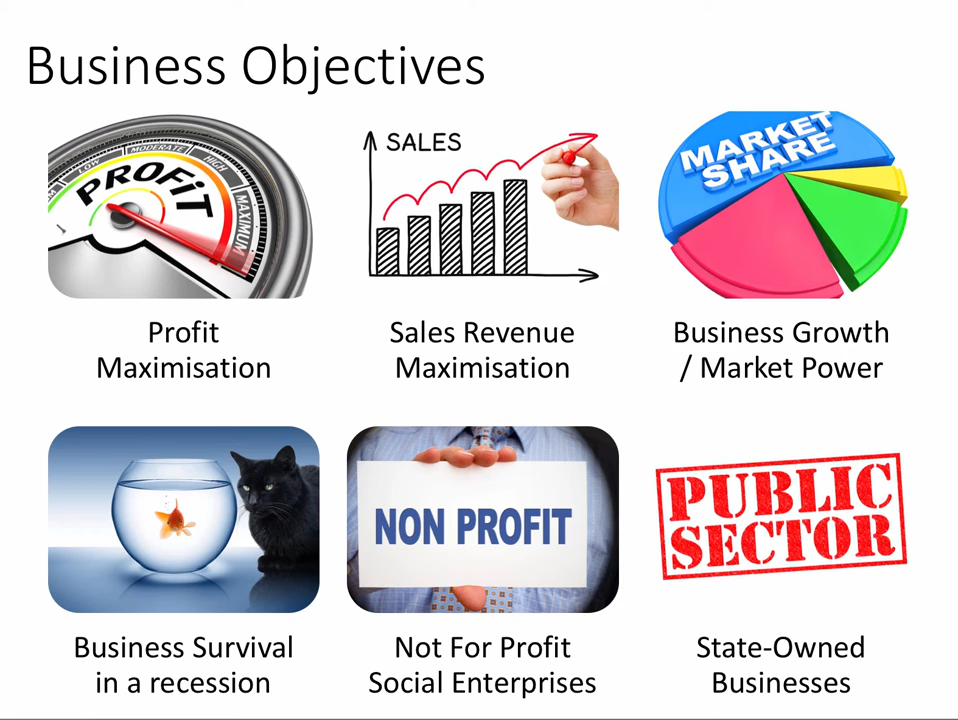 Business Objectives
LOW
MODERATE
HIGH
MAXIMUM
PROFiT
SALES
MARKET
SHARE
Profit
Maximisation
Sales Revenue
Maximisation
Business Growth
/ Market Power
NON PROFIT
PUBLIC
SECTOR
Business Survival
in a recession
Not For Profit
Social Enterprises
State-Owned
Businesses